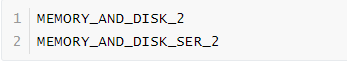 1 MEMORY_AND_DISK_2
2 MEMORY_AND_DISK_SER_2